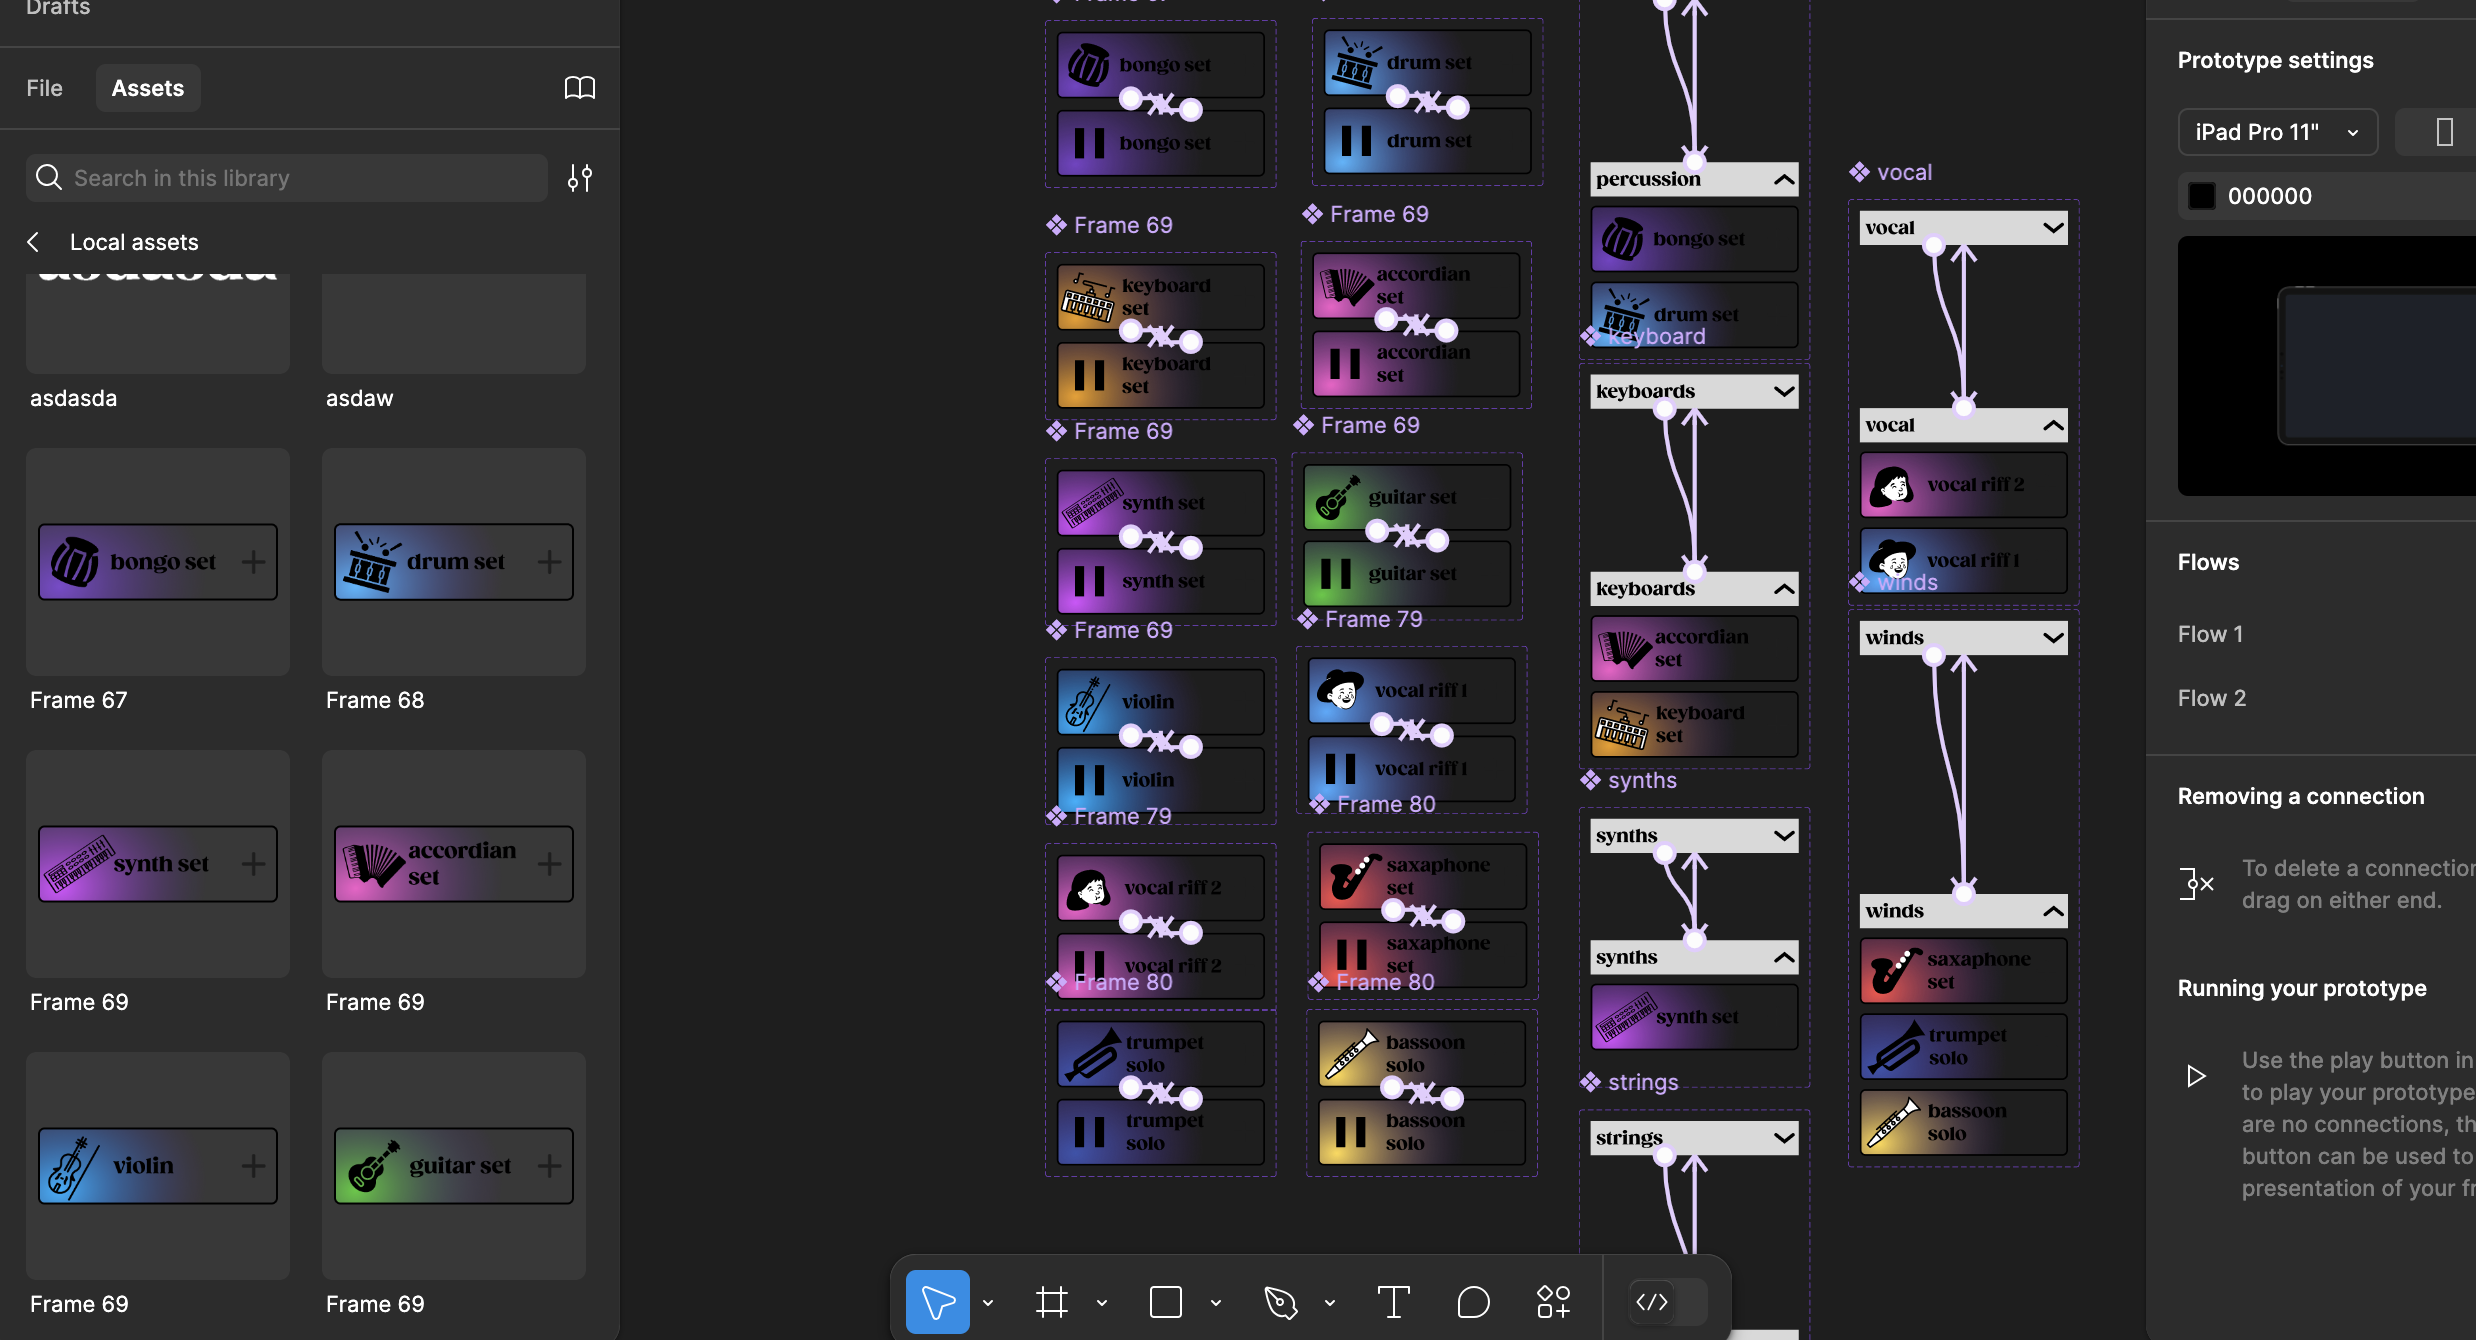 Drafts
File
Assets
Search in this library
Local assets
asdasda
asdasda
asdaw
bongo set
drum set
Frame 67
Frame 68
synth set
accordian
set
Frame 69
Frame 69
violin
guitar set
Frame 69
Frame 69
bongo set
bongo set
Frame 69
keyboard
set
keyboard
set
Frame 69
synth set
synth set
Frame 69
violin
violin
Frame 79
vocal riff 2
vocal riff 2
Frame 80
trumpet
solo
trumpet
solo
drum set
drum set
Frame 69
accordian
set
accordian
set
Frame 69
guitar set
guitar set
Frame 79
vocal riff 1
vocal riff 1
Frame 80
saxaphone
set
saxaphone
set
Frame 80
bassoon
solo
bassoon
solo
percussion
bongo set
drum set
keyboard
keyboards
keyboards
accordian
set
keyboard
set
synths
synths
synths
synth set
strings
strings
vocal
vocal
vocal
vocal riff 2
vocal riff 1
winds
winds
winds
saxaphone
set
trumpet
solo
bassoon
solo
Prototype settings
iPad Pro 11"
000000
Flows
Flow 1
Flow 2
Removing a connection
To delete a connection
drag on either end.
Running your prototype
Use the play button in
to play your prototype
are no connections, th
button can be used to
presentation of your fr